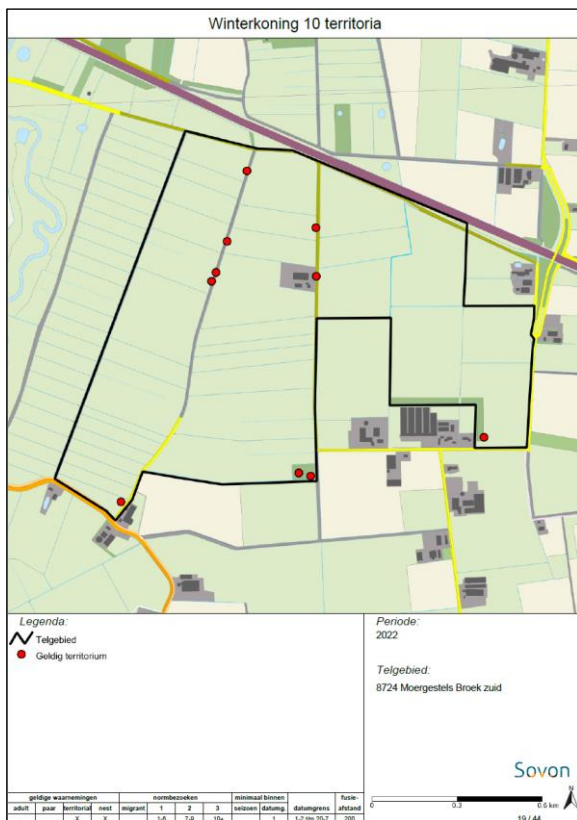 Winterkoning 10 territoria
Legenda:
Telgebied
Geldig territorium
Periode:
2022
Telgebied:
8724 Moergestels Broek zuid
Sovon
0 0.3 0.6 km
N
19 / 44
geldige waarnemingen normbezoeken minimaal binnen fusie-
adult paar territoriaal nest migrant 1 2 3 seizoen datumg. datumgrens afstand
X X 1-6 7-9 10+ 1 1-2 t/m 20-7 200